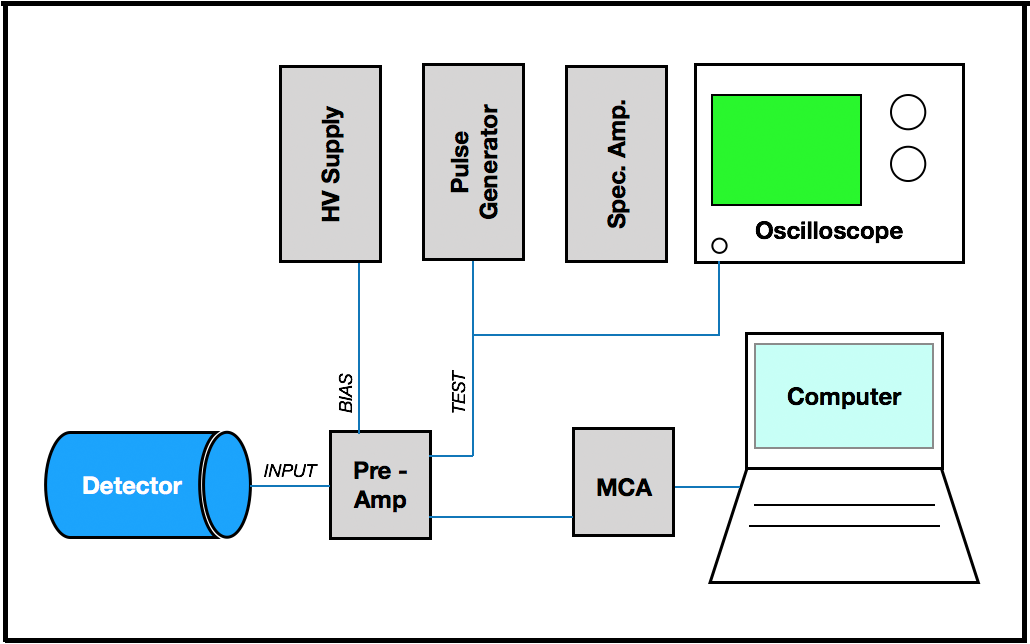 HV Supply
Pulse
Generator
Spec. Amp.
Oscilloscope
BIAS
TEST
Computer
Detector
INPUT
Pre -
Amp
MCA